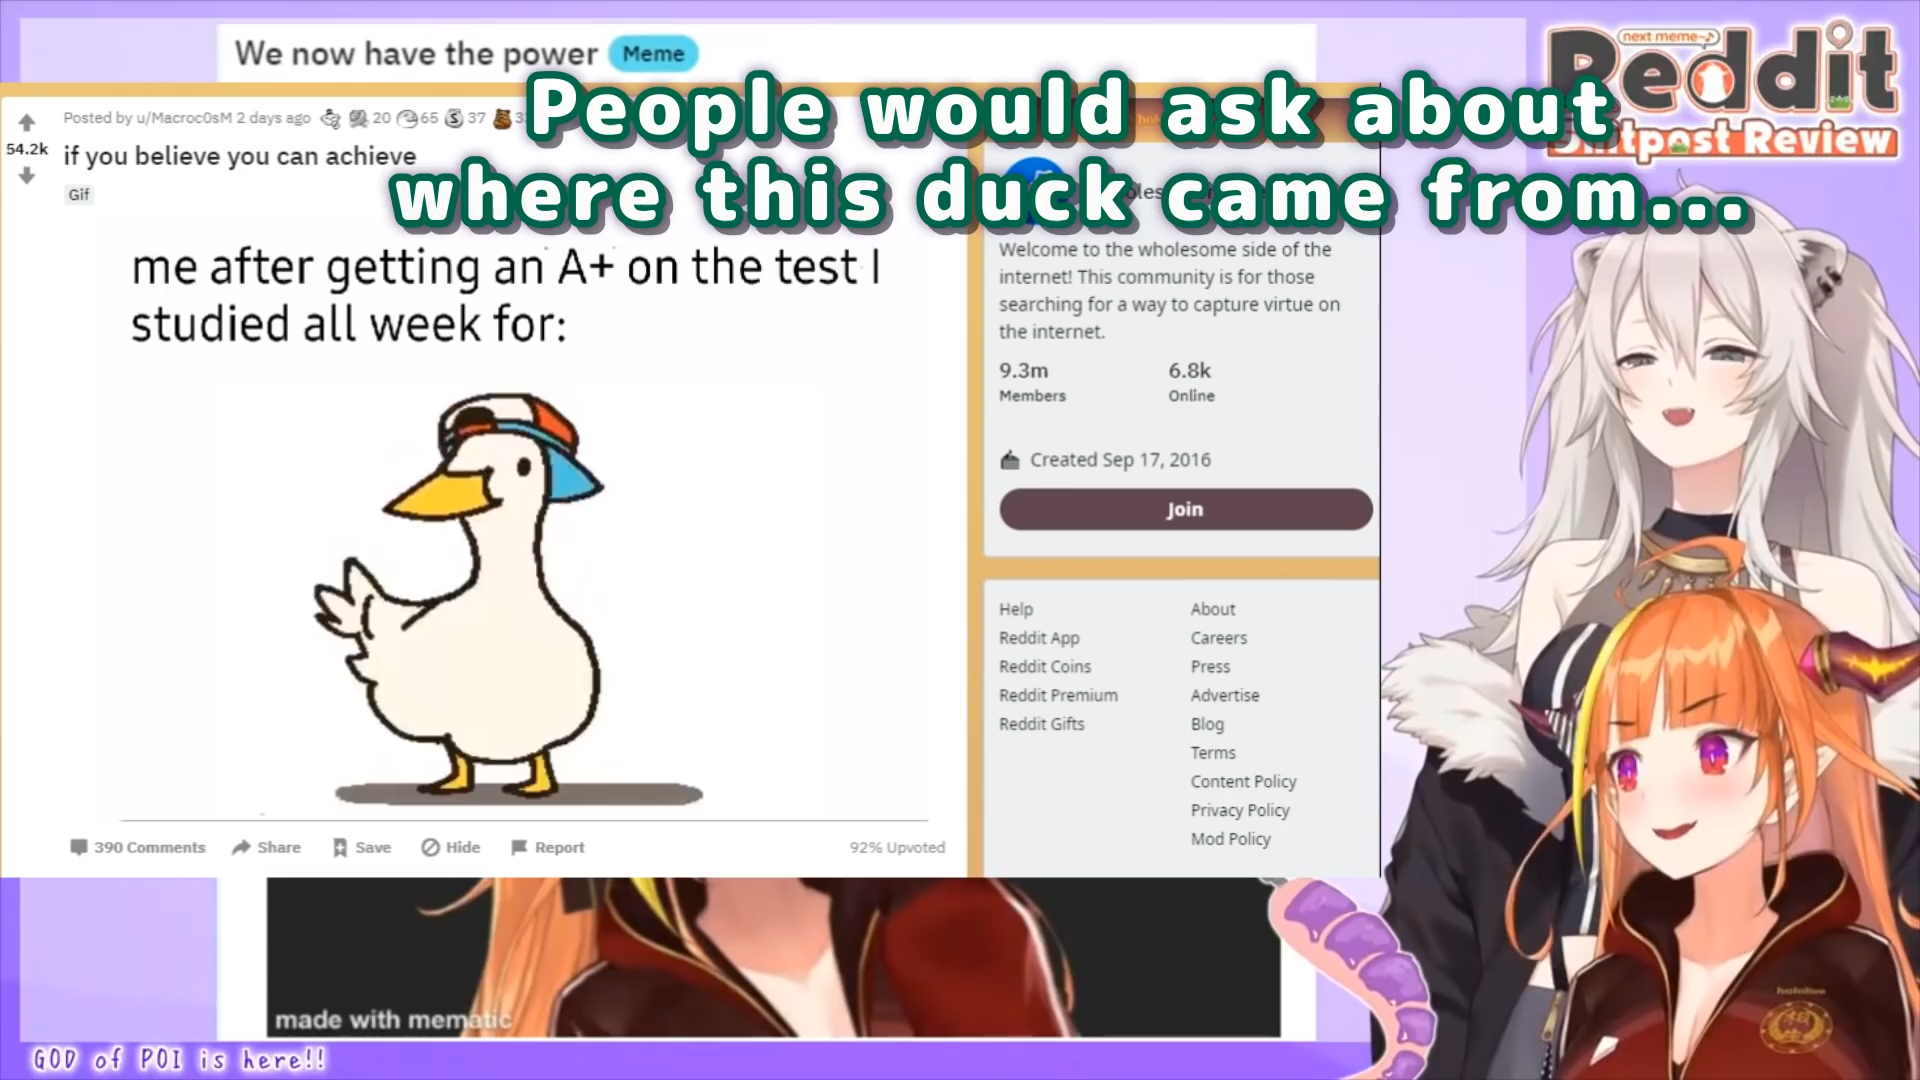 We now have the power Meme
next meme~♪
Reddit
Shitpost Review
People would ask about
where this duck came from...
Posted by u/Macroc0sM 2 days ago 20 65 37
54.2k
if you believe you can achieve
Gif
me after getting an A+ on the test I
studied all week for:
390 Comments Share Save Hide Report 92% Upvoted
Welcome to the wholesome side of the
internet! This community is for those
searching for a way to capture virtue on
the internet.
9.3m 6.8k
Members Online
Created Sep 17, 2016
Join
Help About
Reddit App Careers
Reddit Coins Press
Reddit Premium Advertise
Reddit Gifts Blog
Terms
Content Policy
Privacy Policy
Mod Policy
made with mematic
GOD of POI is here!!